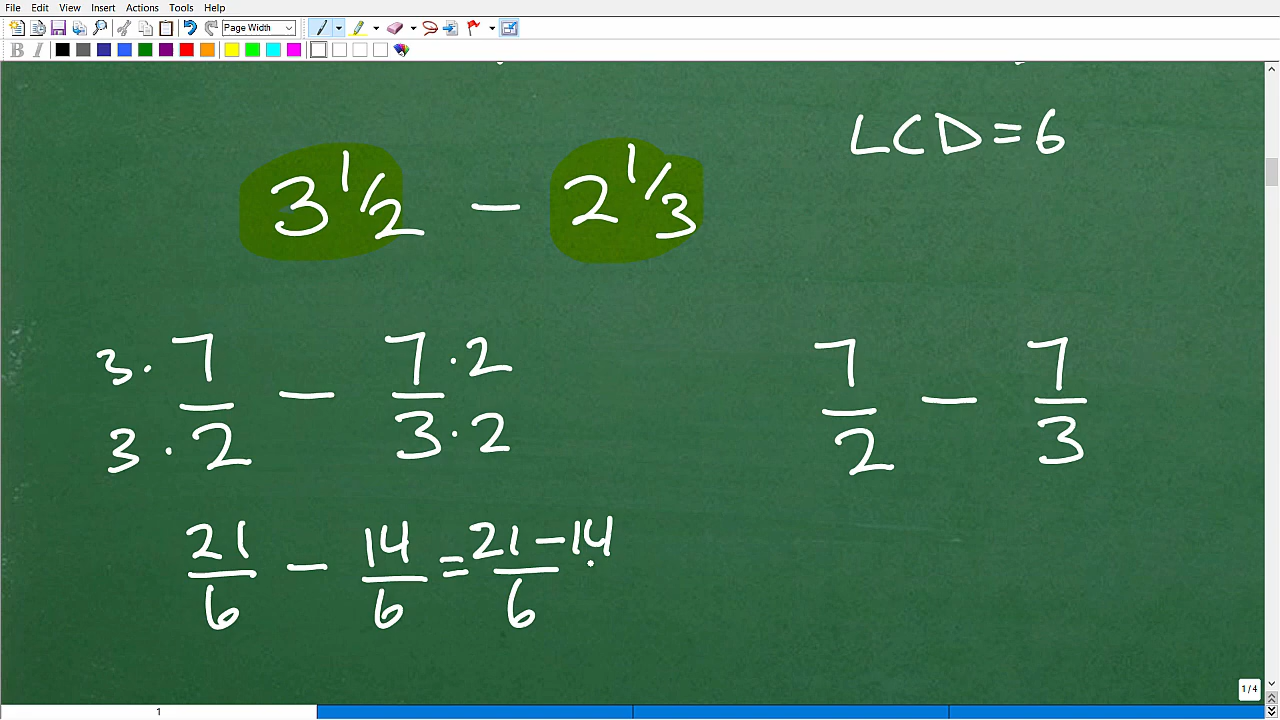 File Edit View Insert Actions Tools Help
Page Width
B I
LCD = 6
3 1/2 - 2 1/3
3 · 7/3 · 2 - 7 · 2/3 · 2
7/2 - 7/3
21/6 - 14/6 = 21 - 14/6
1 / 4
1